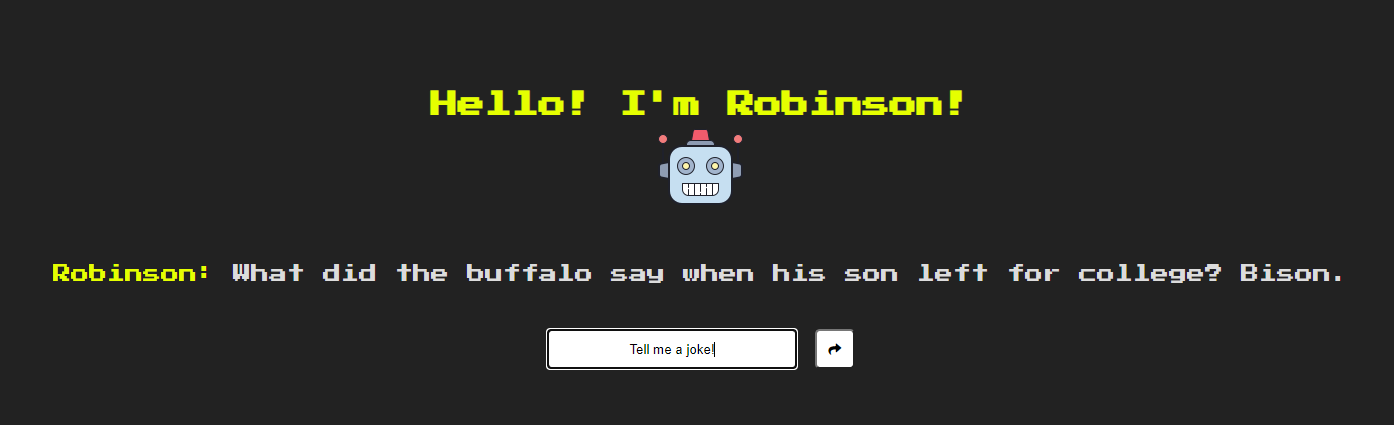 Hello! I'm Robinson!
Robinson: What did the buffalo say when his son left for college? Bison.
Tell me a joke!